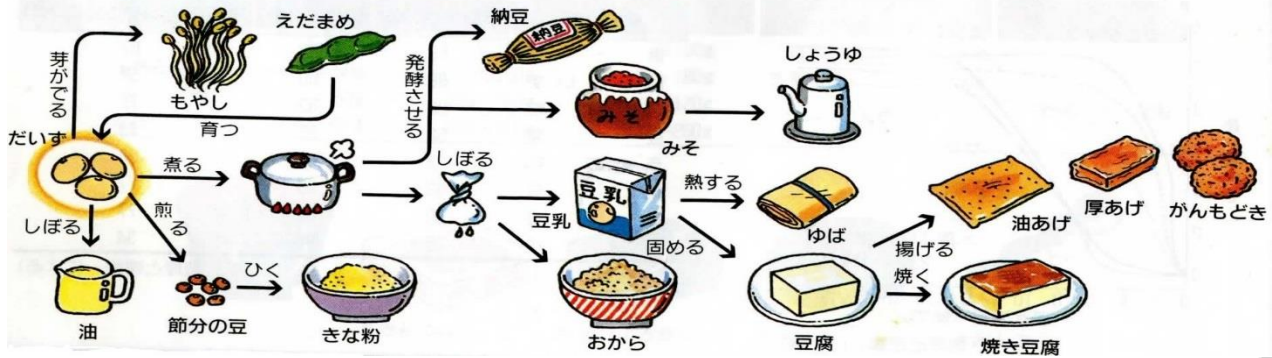 芽がでる
もやし
えだまめ
育つ
だいず
煮る
しぼる
油
煎る
節分の豆
ひく
きな粉
発酵させる
納豆
納豆
みそ
みそ
しょうゆ
しぼる
豆乳
豆乳
おから
熱する
ゆば
固める
豆腐
揚げる
油あげ
厚あげ
がんもどき
焼く
焼き豆腐